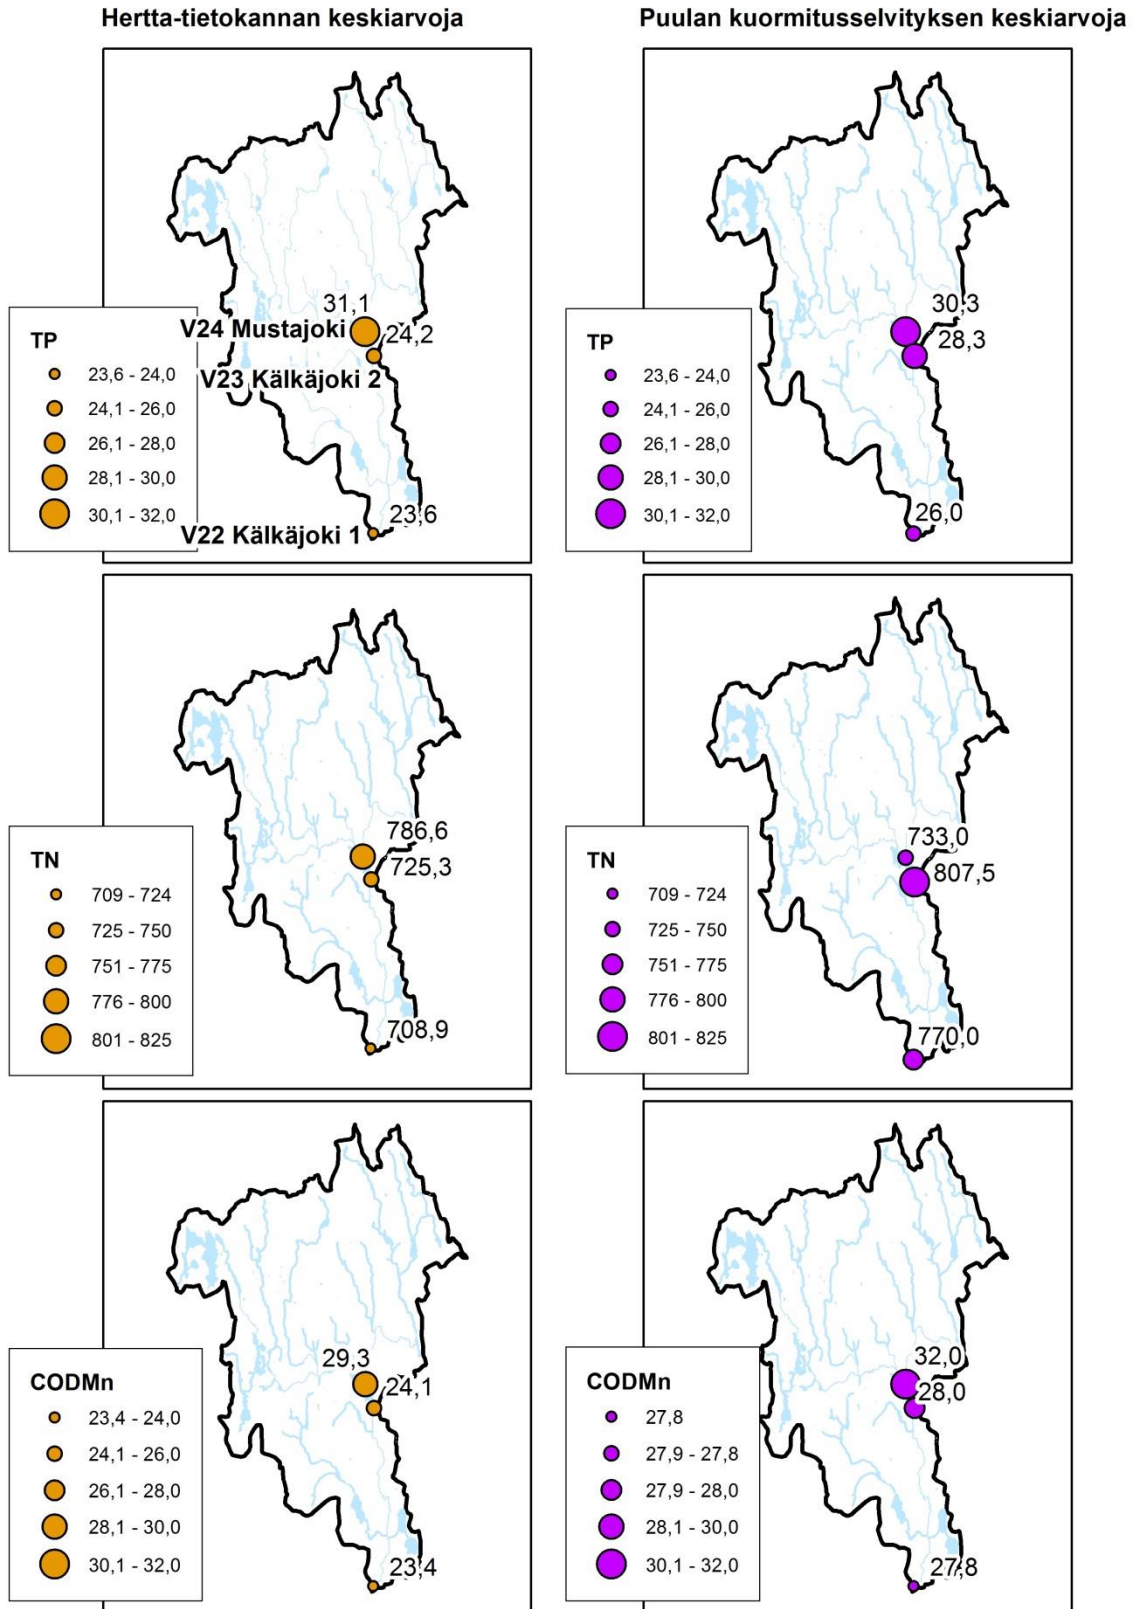 Hertta-tietokannan keskiarvoja
Puulan kuormitusselvityksen keskiarvoja
31,1
V24 Mustajoki
24,2
V23 Kälkäjoki 2
23,6
V22 Kälkäjoki 1
TP
23,6 - 24,0
24,1 - 26,0
26,1 - 28,0
28,1 - 30,0
30,1 - 32,0
30,3
28,3
26,0
TP
23,6 - 24,0
24,1 - 26,0
26,1 - 28,0
28,1 - 30,0
30,1 - 32,0
786,6
725,3
708,9
TN
709 - 724
725 - 750
751 - 775
776 - 800
801 - 825
733,0
807,5
770,0
TN
709 - 724
725 - 750
751 - 775
776 - 800
801 - 825
29,3
24,1
23,4
CODMn
23,4 - 24,0
24,1 - 26,0
26,1 - 28,0
28,1 - 30,0
30,1 - 32,0
32,0
28,0
27,8
CODMn
27,8
27,9 - 27,8
27,9 - 28,0
28,1 - 30,0
30,1 - 32,0